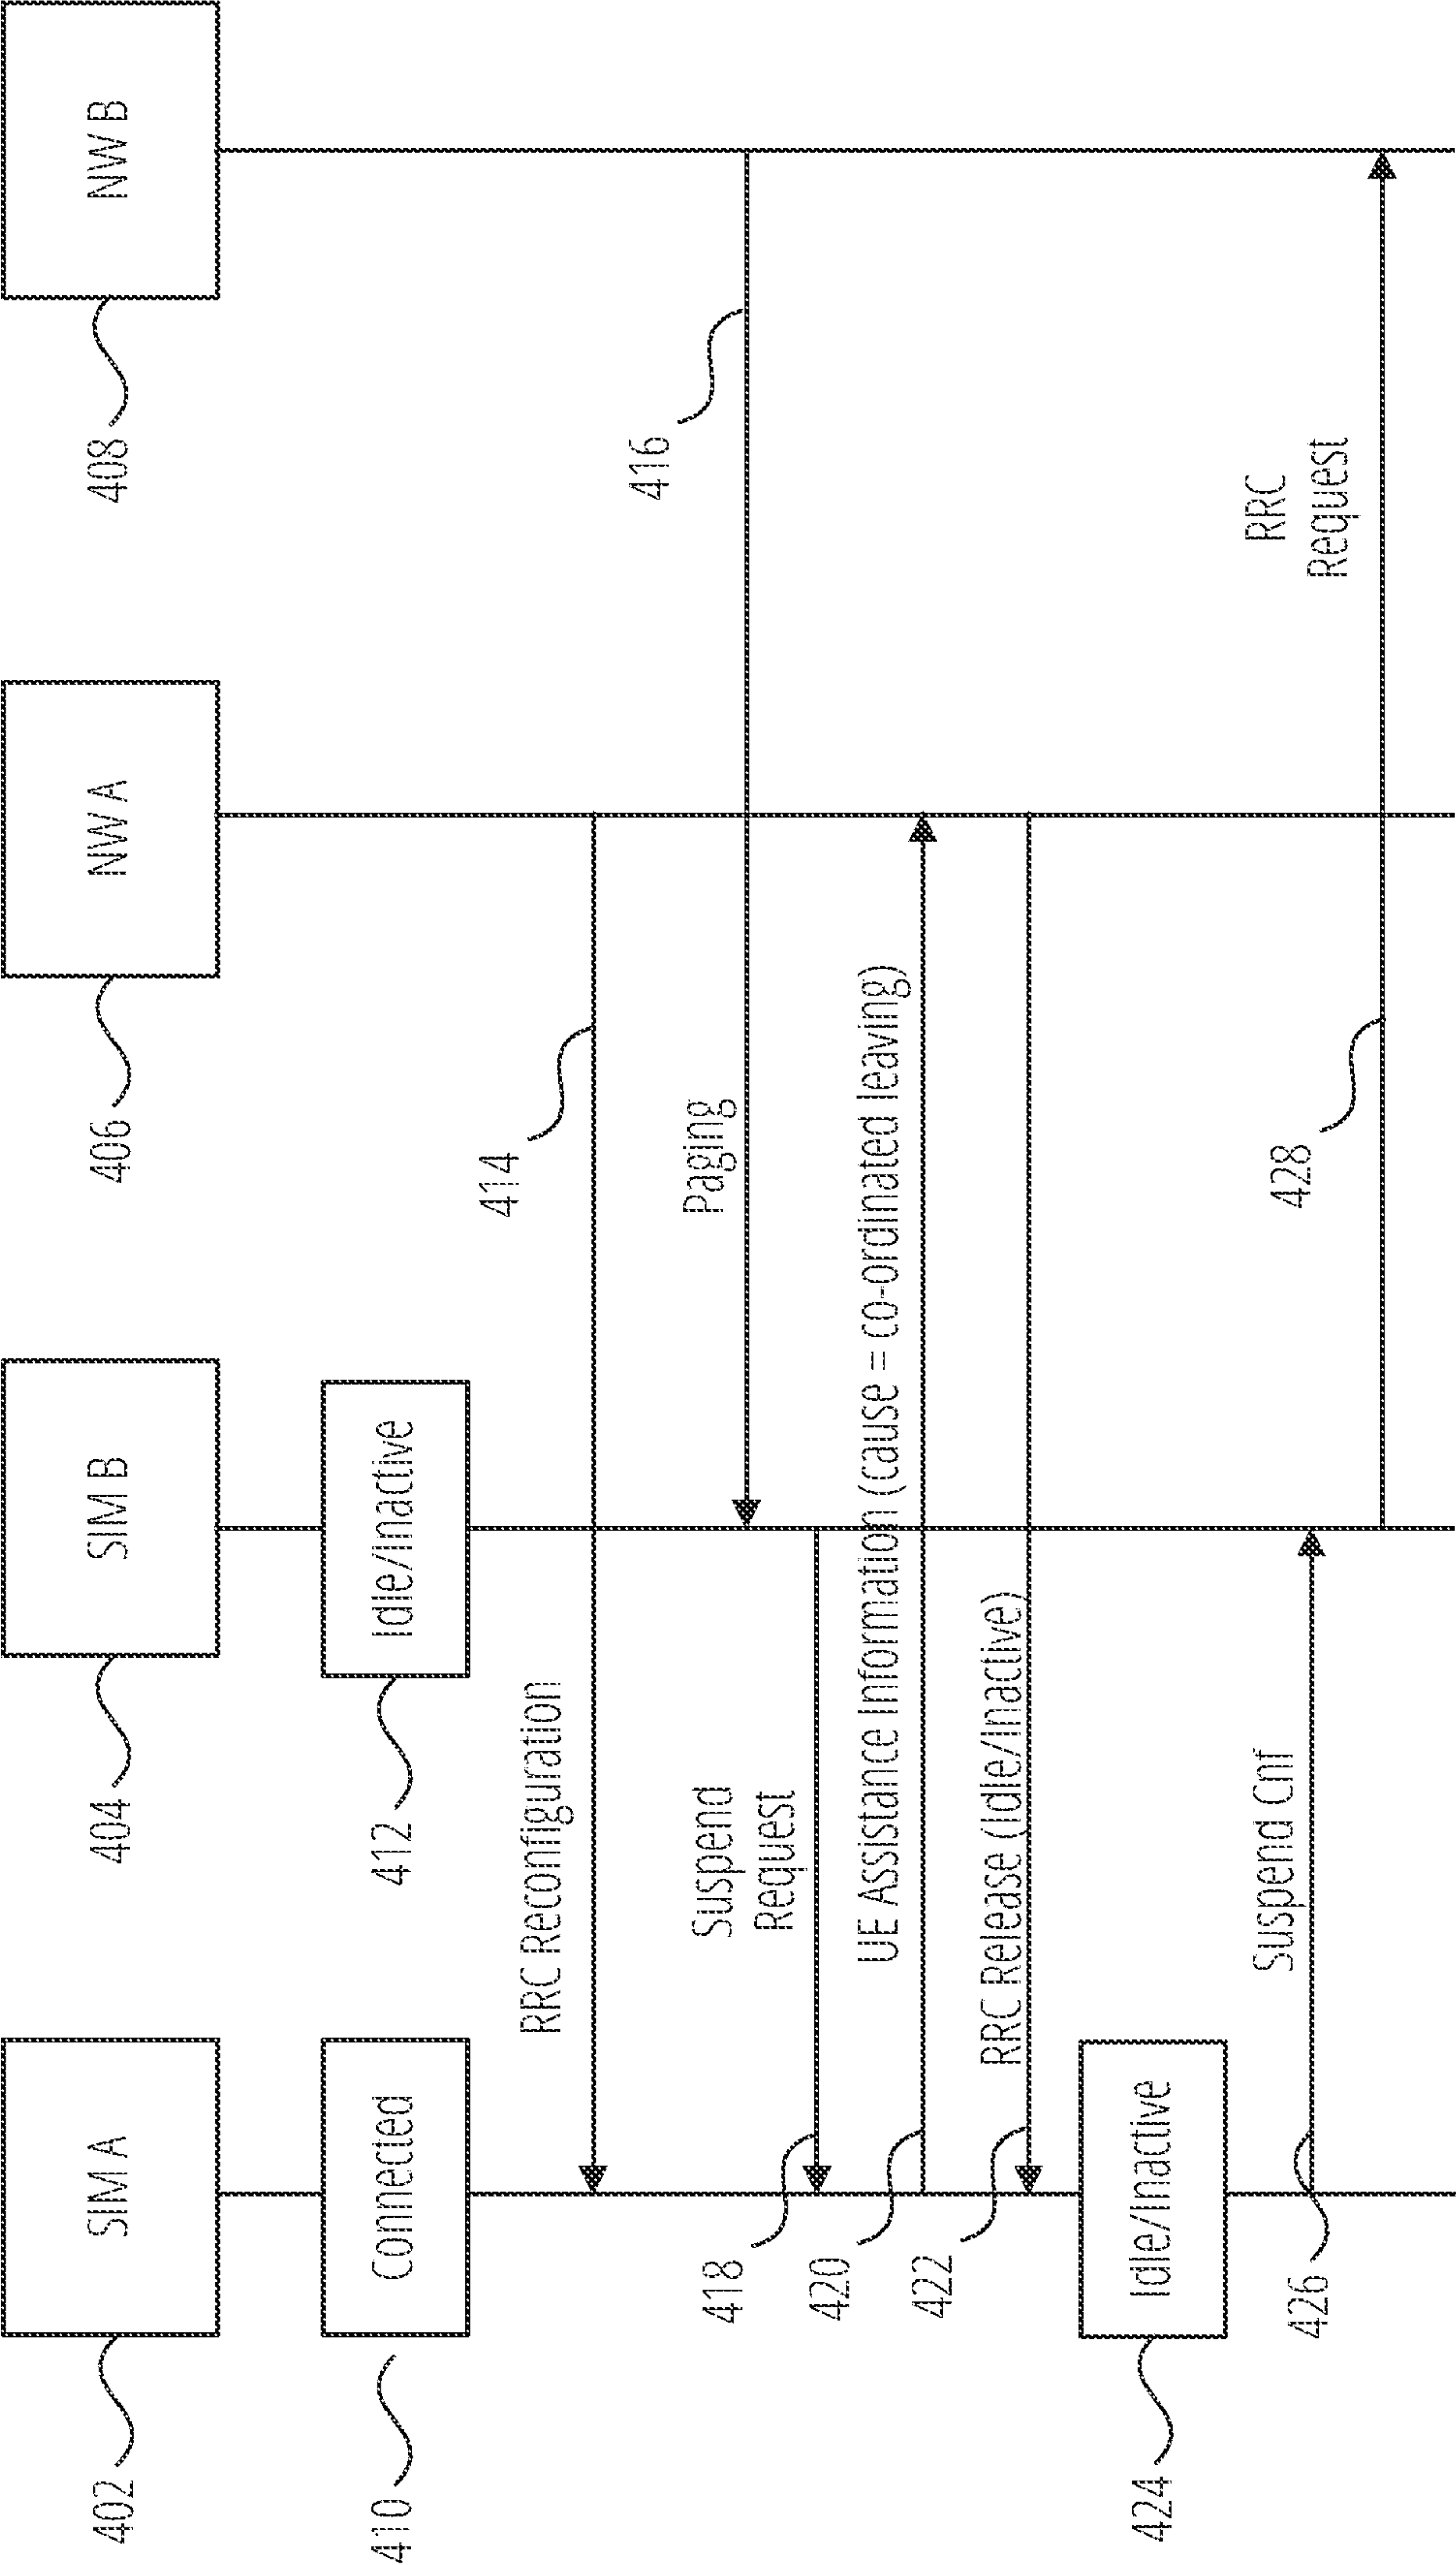 SIM A
SIM B
NW A
NW B
402
404
406
408
Connected
Idle/Inactive
410
412
RRC Reconfiguration
414
Paging
416
Suspend
Request
418
UE Assistance Information (cause = co-ordinated leaving)
420
RRC Release (Idle/Inactive)
422
Idle/Inactive
424
Suspend Cnf
426
RRC
Request
428